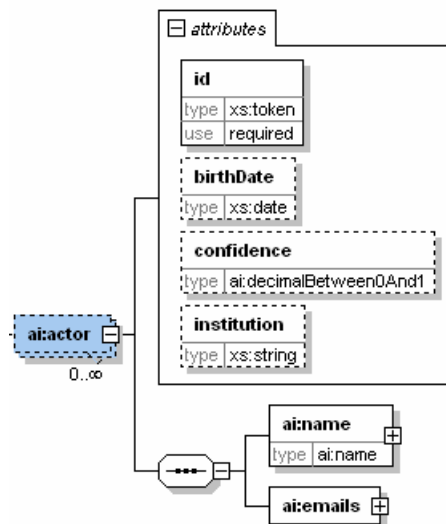 attributes
id
type xs:token
use required
birthDate
type xs:date
confidence
type ai:decimalBetween0And1
institution
type xs:string
ai:actor
0..∞
ai:name
type ai:name
ai:emails